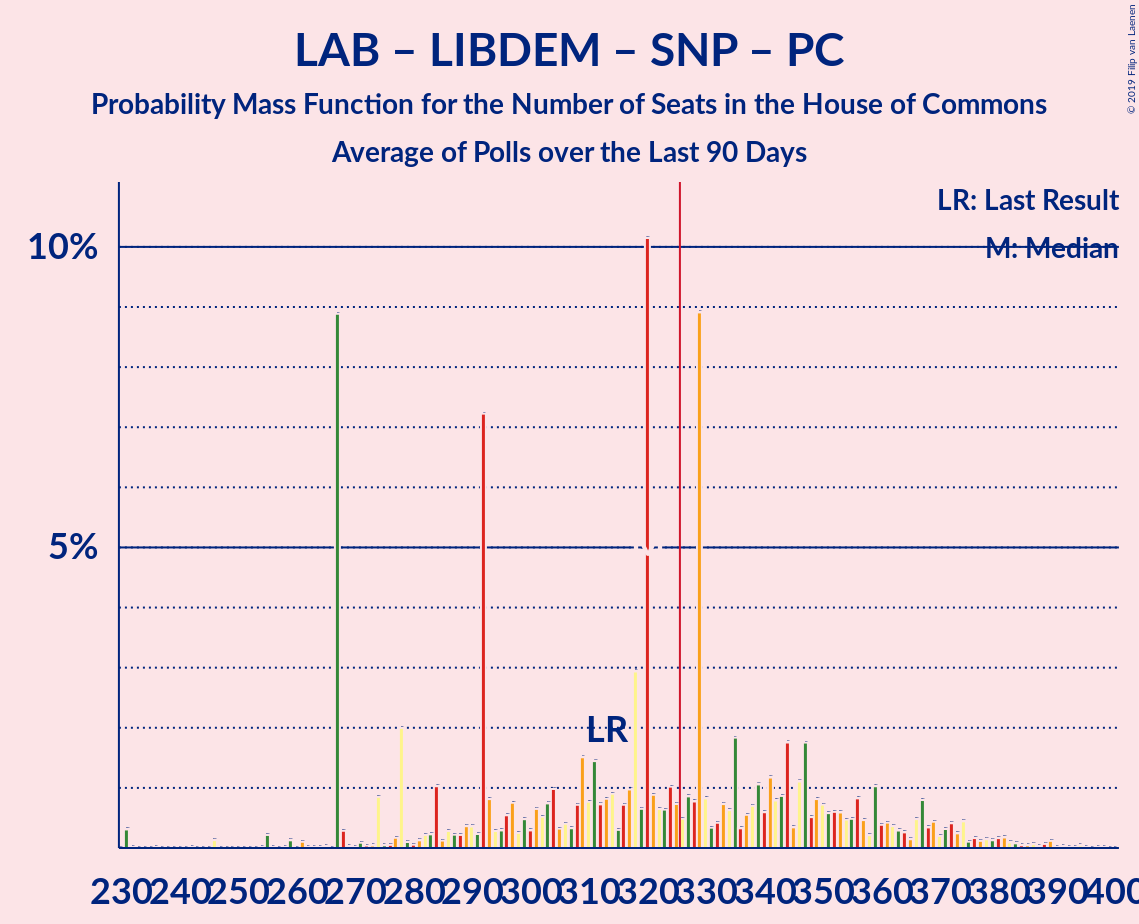 LAB – LIBDEM – SNP – PC
Probability Mass Function for the Number of Seats in the House of Commons
Average of Polls over the Last 90 Days
© 2019 Filip van Laenen
LR: Last Result
M: Median
10%
5%
LR
230 240 250 260 270 280 290 300 310 320 330 340 350 360 370 380 390 400